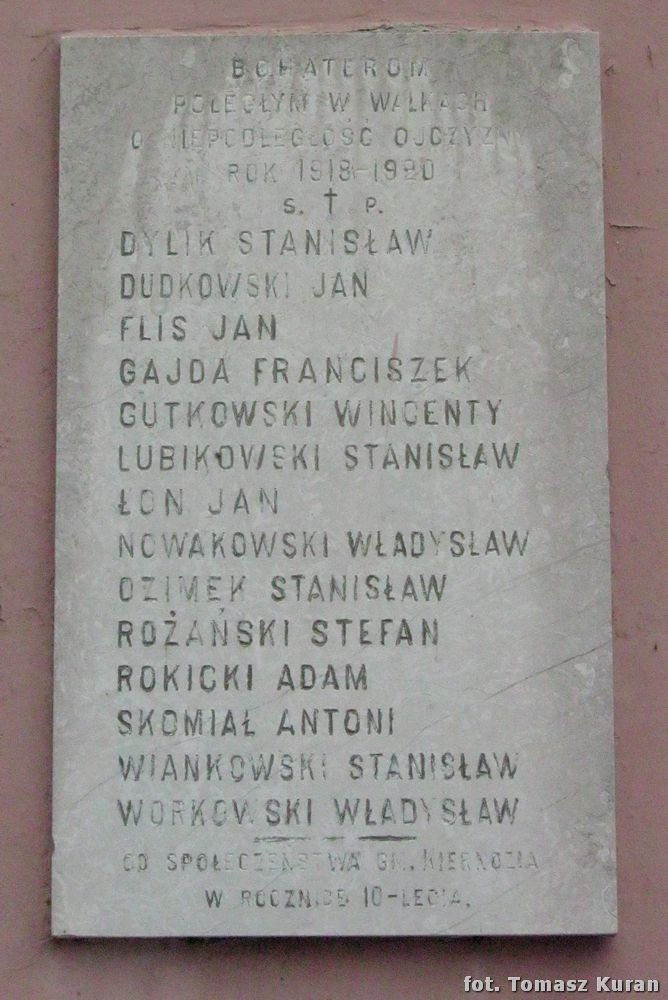 BOHATEROM
POLEGŁYM W WALKACH
O NIEPODLEGŁOŚĆ OJCZYZNY
ROK 1918-1920
S. † P.
DYLIK STANISŁAW
DUDKOWSKI JAN
FLIS JAN
GAJDA FRANCISZEK
GUTKOWSKI WINCENTY
LUBIKOWSKI STANISŁAW
ŁON JAN
NOWAKOWSKI WŁADYSŁAW
OZIMEK STANISŁAW
ROŻAŃSKI STEFAN
ROKICKI ADAM
SKOMIAŁ ANTONI
WIANKOWSKI STANISŁAW
WORKOWSKI WŁADYSŁAW
OD SPOŁECZEŃSTWA GM. KIERNOZIA
W ROCZNICĘ 10-LECIA.
fot. Tomasz Kuran